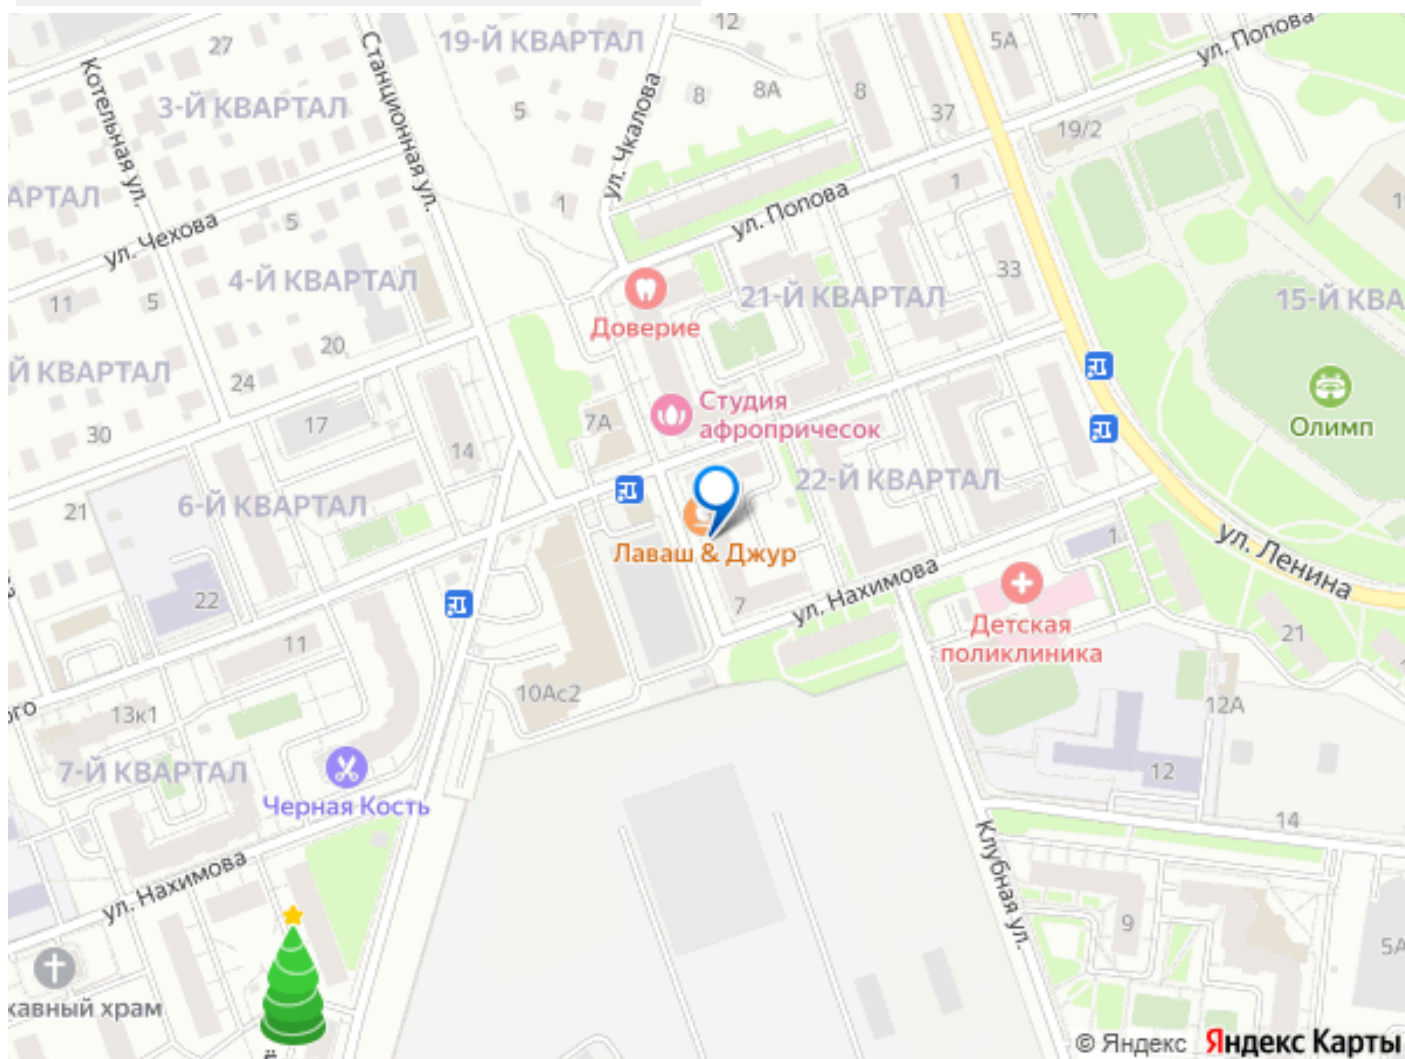 27
19-Й КВАРТАЛ
12
4А
5А
ул. Попова
Котельная ул.
Станционная ул.
3-Й КВАРТАЛ
5
ул. Чкалова
8
8А
8
37
19/2
АРТАЛ
ул. Чехова
5
1
ул. Попова
1
1
4-Й КВАРТАЛ
33
11
5
Доверие
21-Й КВАРТАЛ
15-Й КВА
20
Й КВАРТАЛ
24
Студия
афропричесок
Олимп
30
17
14
7А
6-Й КВАРТАЛ
22-Й КВАРТАЛ
21
Лаваш & Джур
1
ул. Ленина
22
7
ул. Нахимова
Детская
поликлиника
21
11
ого
13к1
10Ас2
12А
7-Й КВАРТАЛ
12
Черная Кость
14
ул. Нахимова
Клубная ул.
9
5А
жавный храм
© Яндекс Яндекс Карты